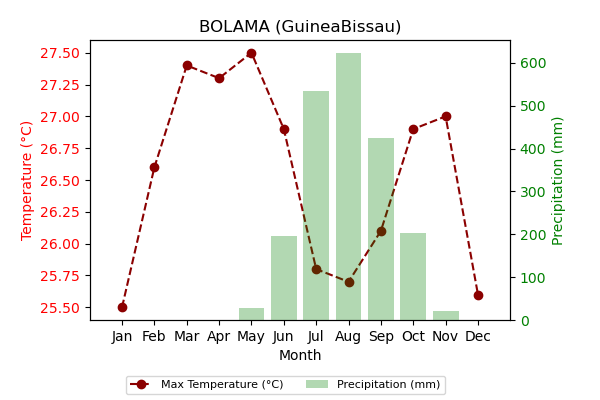 BOLAMA (GuineaBissau)
27.50
27.25
27.00
26.75
26.50
26.25
26.00
25.75
25.50
Temperature (°C)
600
500
400
300
200
100
0
Precipitation (mm)
Jan Feb Mar Apr May Jun Jul Aug Sep Oct Nov Dec
Month
Max Temperature (°C) Precipitation (mm)